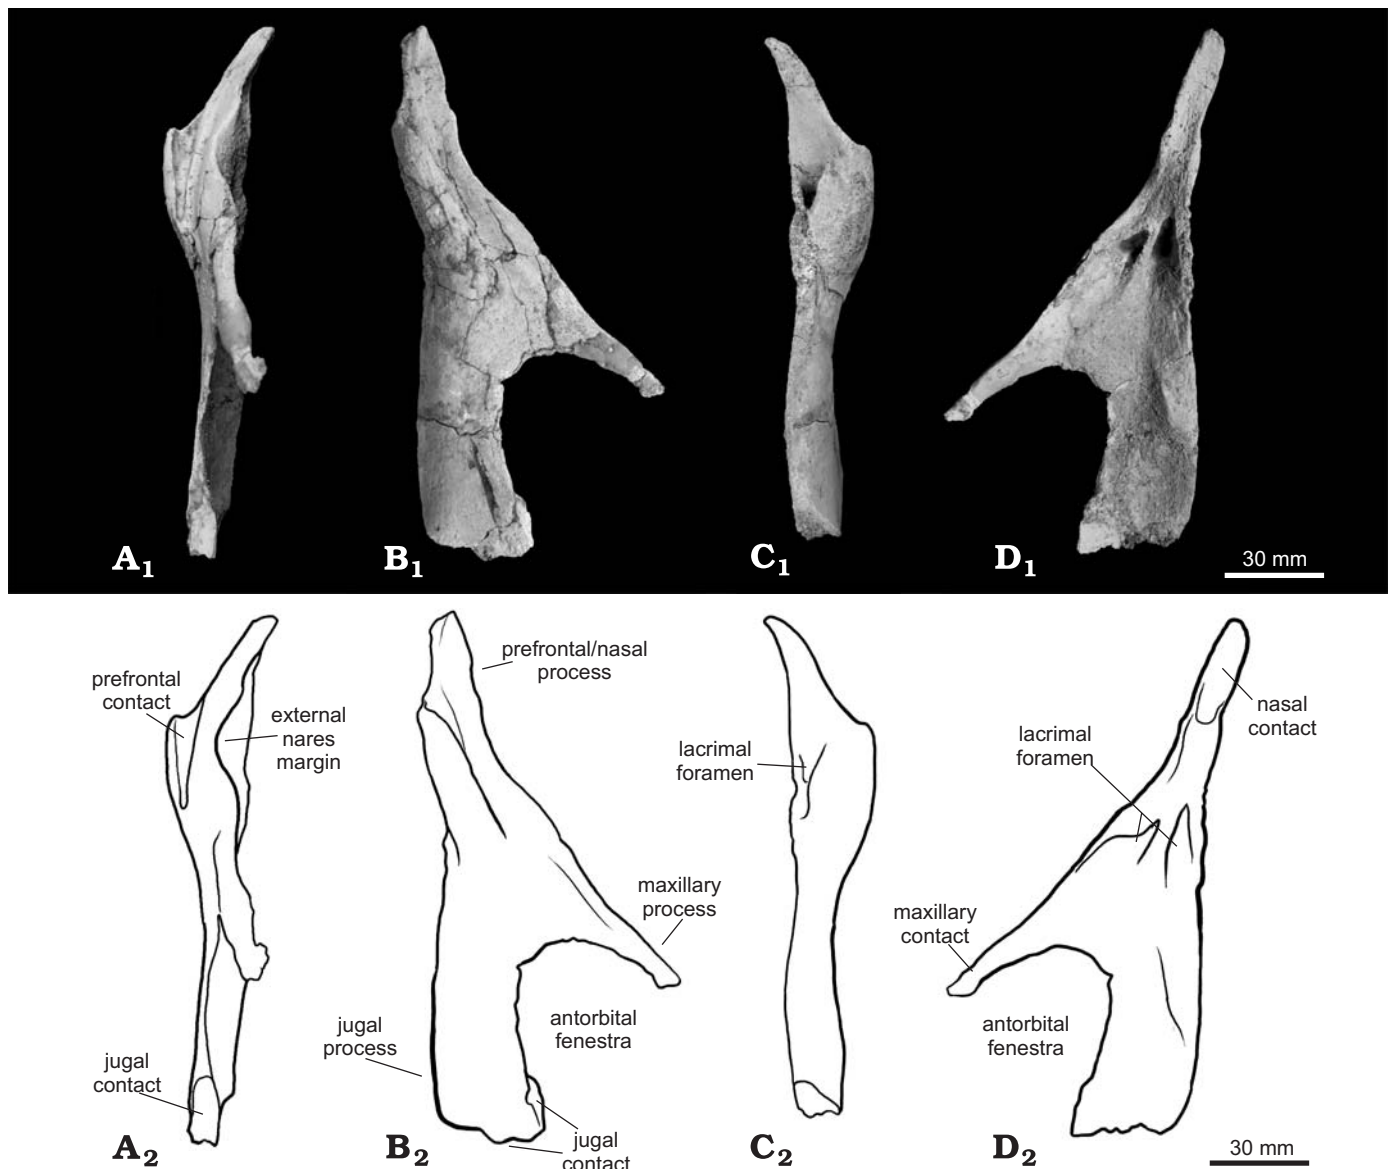 A1
B1
C1
D1
30 mm
prefrontal
contact
external
nares
margin
prefrontal/nasal
process
lacrimal
foramen
lacrimal
foramen
nasal
contact
maxillary
process
maxillary
contact
jugal
process
antorbital
fenestra
antorbital
fenestra
jugal
contact
jugal
contact
A2
B2
C2
D2
30 mm